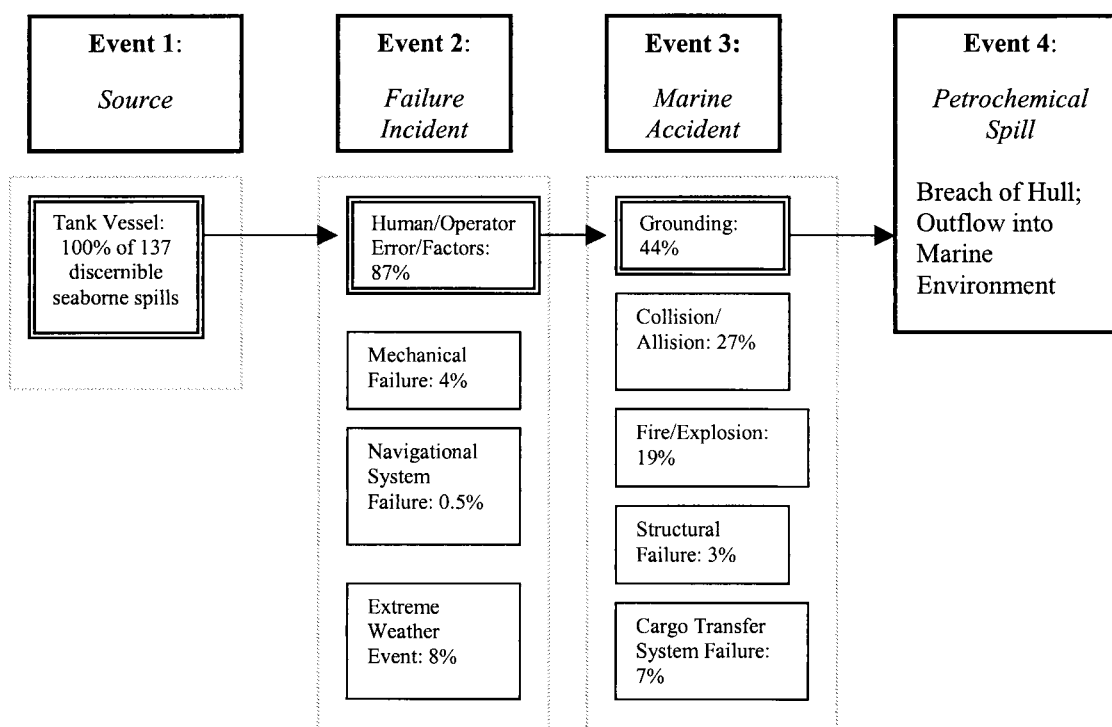 Event 1:
Source
Event 2:
Failure
Incident
Event 3:
Marine
Accident
Event 4:
Petrochemical
Spill
Breach of Hull;
Outflow into
Marine
Environment
Tank Vessel:
100% of 137
discernible
seaborne spills
Human/Operator
Error/Factors:
87%
Mechanical
Failure: 4%
Navigational
System
Failure: 0.5%
Extreme
Weather
Event: 8%
Grounding:
44%
Collision/
Allision: 27%
Fire/Explosion:
19%
Structural
Failure: 3%
Cargo Transfer
System Failure:
7%